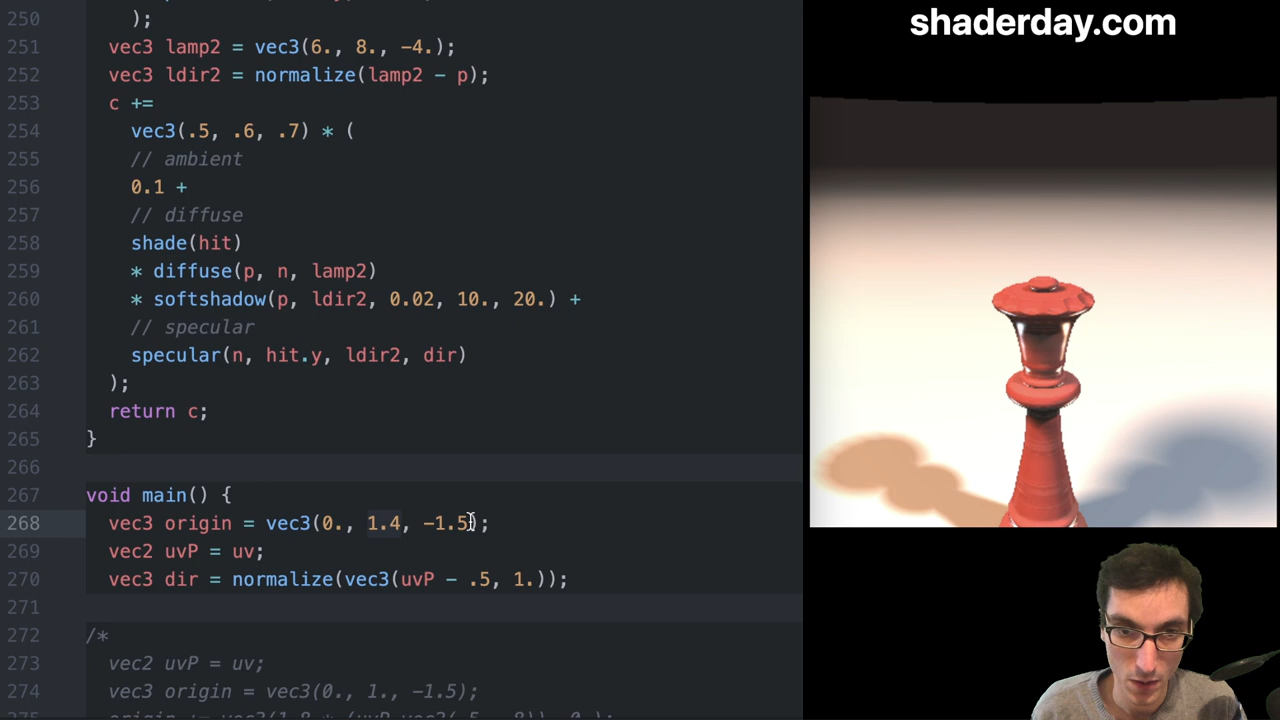 shaderday.com
250 );
251 vec3 lamp2 = vec3(6., 8., -4.);
252 vec3 ldir2 = normalize(lamp2 - p);
253 c +=
254 vec3(.5, .6, .7) * (
255 // ambient
256 0.1 +
257 // diffuse
258 shade(hit)
259 * diffuse(p, n, lamp2)
260 * softshadow(p, ldir2, 0.02, 10., 20.) +
261 // specular
262 specular(n, hit.y, ldir2, dir)
263 );
264 return c;
265 }
266
267 void main() {
268 vec3 origin = vec3(0., 1.4, -1.5);
269 vec2 uvP = uv;
270 vec3 dir = normalize(vec3(uvP - .5, 1.));
271
272 /*
273 vec2 uvP = uv;
274 vec3 origin = vec3(0., 1., -1.5);